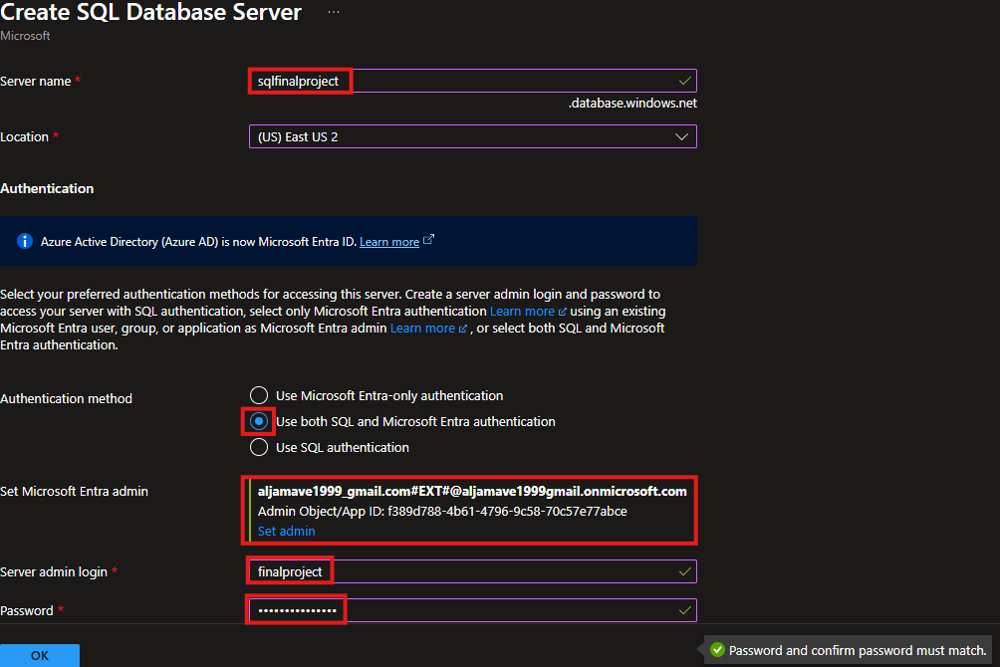 Create SQL Database Server ...
Microsoft
Server name * sqlfinalproject
.database.windows.net
Location * (US) East US 2
Authentication
Azure Active Directory (Azure AD) is now Microsoft Entra ID. Learn more
Select your preferred authentication methods for accessing this server. Create a server admin login and password to
access your server with SQL authentication, select only Microsoft Entra authentication Learn more using an existing
Microsoft Entra user, group, or application as Microsoft Entra admin Learn more , or select both SQL and Microsoft
Entra authentication.
Authentication method
Use Microsoft Entra-only authentication
Use both SQL and Microsoft Entra authentication
Use SQL authentication
Set Microsoft Entra admin
aljamave1999_gmail.com#EXT#@aljamave1999gmail.onmicrosoft.com
Admin Object/App ID: f389d788-4b61-4796-9c58-70c57e77abce
Set admin
Server admin login * finalproject
Password * ••••••••••••••
OK
Password and confirm password must match.